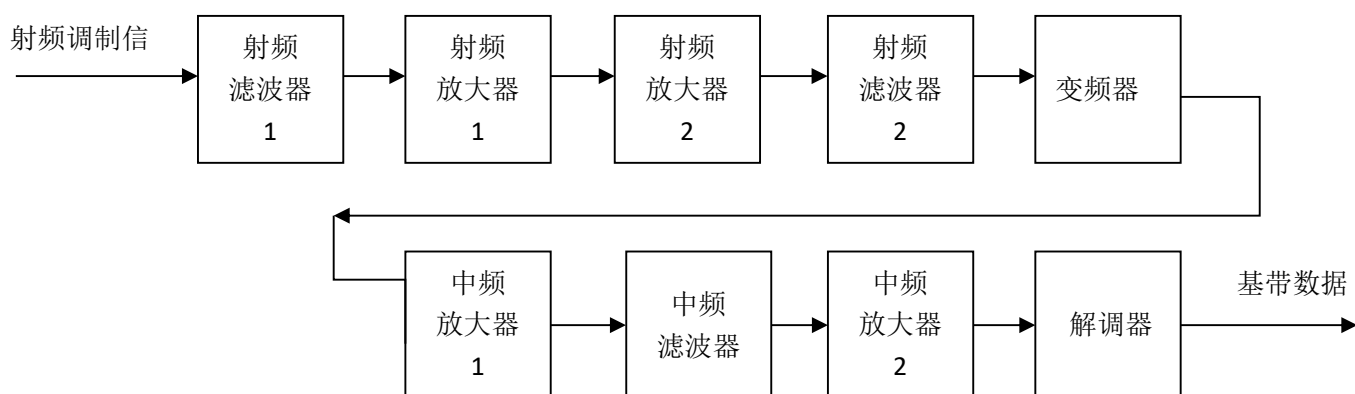 射频调制信
射频
滤波器
1
射频
放大器
1
射频
放大器
2
射频
滤波器
2
变频器
中频
放大器
1
中频
滤波器
中频
放大器
2
解调器
基带数据